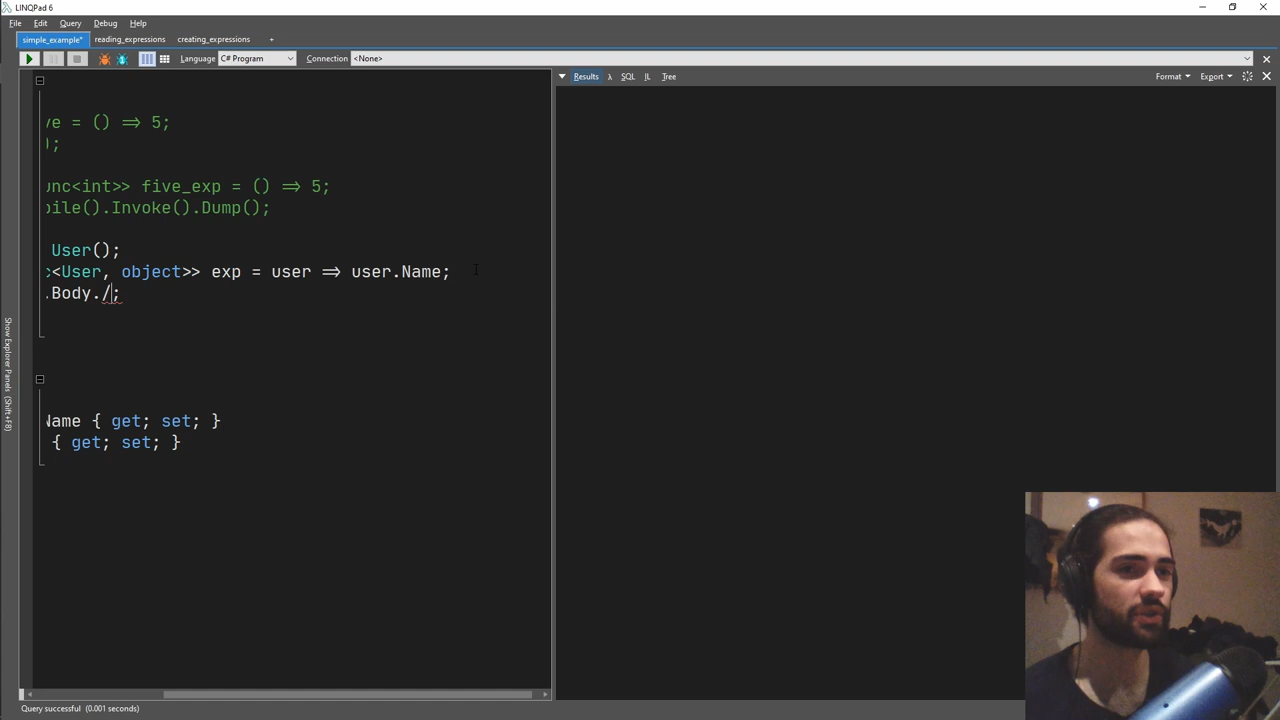 LINQPad 6
File Edit Query Debug Help
simple_example* reading_expressions creating_expressions +
Language C# Program Connection <None>
Results λ SQL IL Tree Format Export
ve = () => 5;
);
unc<int>> five_exp = () => 5;
pile().Invoke().Dump();
User();
c<User, object>> exp = user => user.Name;
.Body./;
Name { get; set; }
{ get; set; }
Show Explorer Panels (Shift+F8)
Query successful (0.001 seconds)